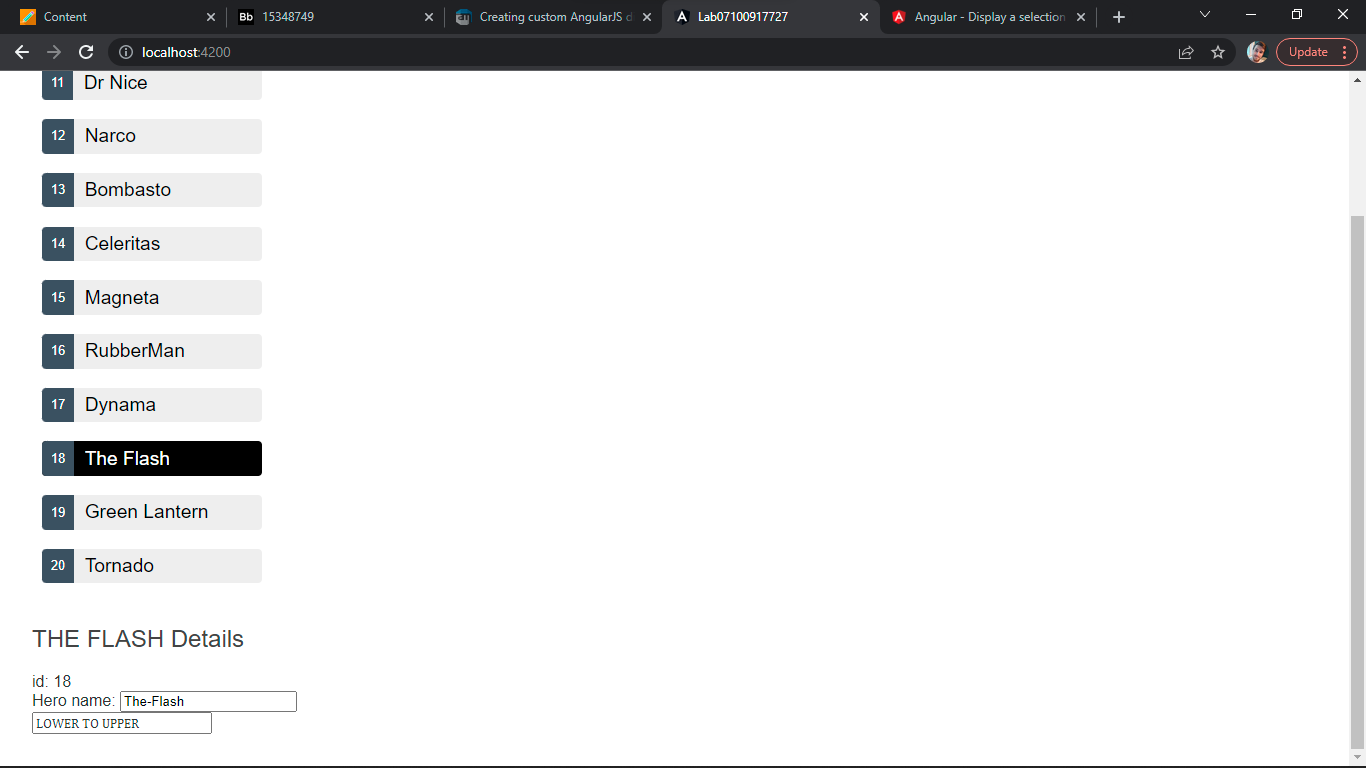 Content
15348749
Creating custom AngularJS d
Lab07100917727
Angular - Display a selection
localhost:4200
Update
11 Dr Nice
12 Narco
13 Bombasto
14 Celeritas
15 Magneta
16 RubberMan
17 Dynama
18 The Flash
19 Green Lantern
20 Tornado
THE FLASH Details
id: 18
Hero name: The-Flash
LOWER TO UPPER